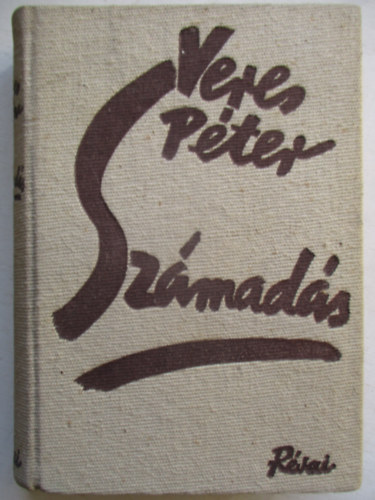 Veres
Péter
Számadás
Révai